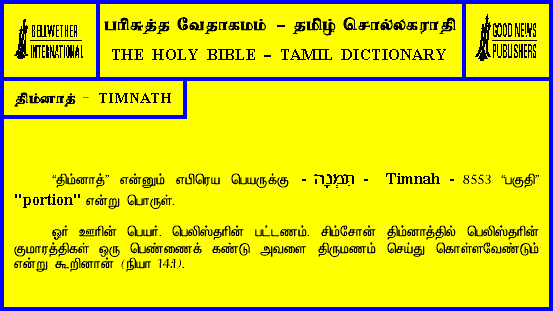 BELLWETHER
INTERNATIONAL
பரிசுத்த வேதாகமம் - தமிழ் சொல்லகராதி
THE HOLY BIBLE - TAMIL DICTIONARY
GOOD NEWS
PUBLISHERS
திம்னாத் - TIMNATH
“திம்னாத்” என்னும் எபிரெய பெயருக்கு - תִּמְנָה - Timnah - 8553 “பகுதி”
"portion" என்று பொருள்.
ஓர் ஊரின் பெயர். பெலிஸ்தரின் பட்டணம். சிம்சோன் திம்னாத்தில் பெலிஸ்தரின்
குமாரத்திகள் ஒரு பெண்ணைக் கண்டு அவளை திருமணம் செய்து கொள்ளவேண்டும்
என்று கூறினான் (நியா 14:1).